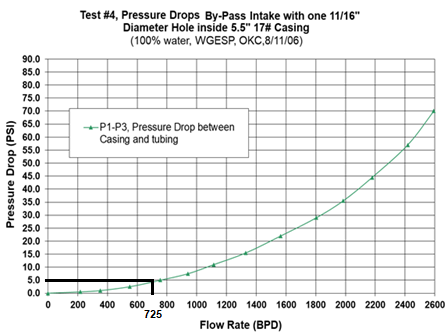 Test #4, Pressure Drops By-Pass Intake with one 11/16"
Diameter Hole inside 5.5" 17# Casing
(100% water, WGESP, OKC,8/11/06)
90.0
85.0
80.0
75.0
70.0
65.0
60.0
55.0
50.0
45.0
40.0
35.0
30.0
25.0
20.0
15.0
10.0
5.0
0.0
Pressure Drop (PSI)
P1-P3, Pressure Drop between
Casing and tubing
0 200 400 600 800 1000 1200 1400 1600 1800 2000 2200 2400 2600
725
Flow Rate (BPD)